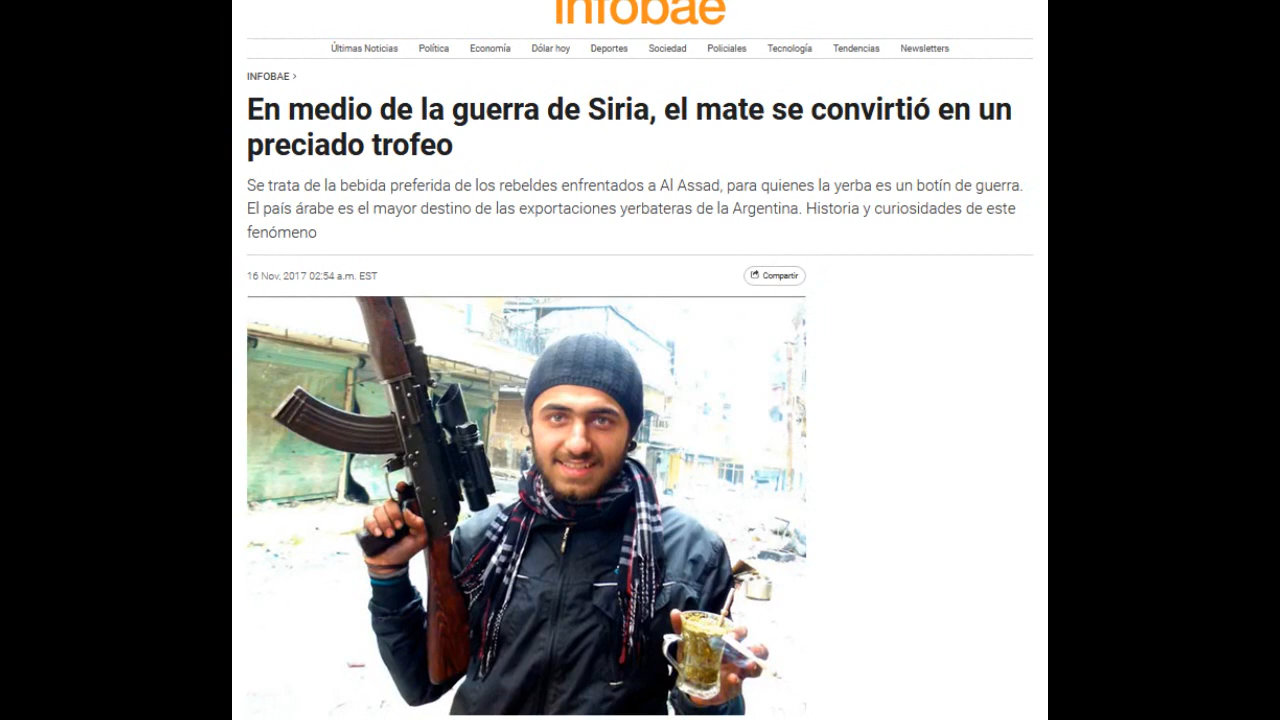 infobae
Últimas Noticias Política Economía Dólar hoy Deportes Sociedad Policiales Tecnología Tendencias Newsletters
INFOBAE >
En medio de la guerra de Siria, el mate se convirtió en un
preciado trofeo
Se trata de la bebida preferida de los rebeldes enfrentados a Al Assad, para quienes la yerba es un botín de guerra.
El país árabe es el mayor destino de las exportaciones yerbateras de la Argentina. Historia y curiosidades de este
fenómeno
16 Nov, 2017 02:54 a.m. EST
Compartir